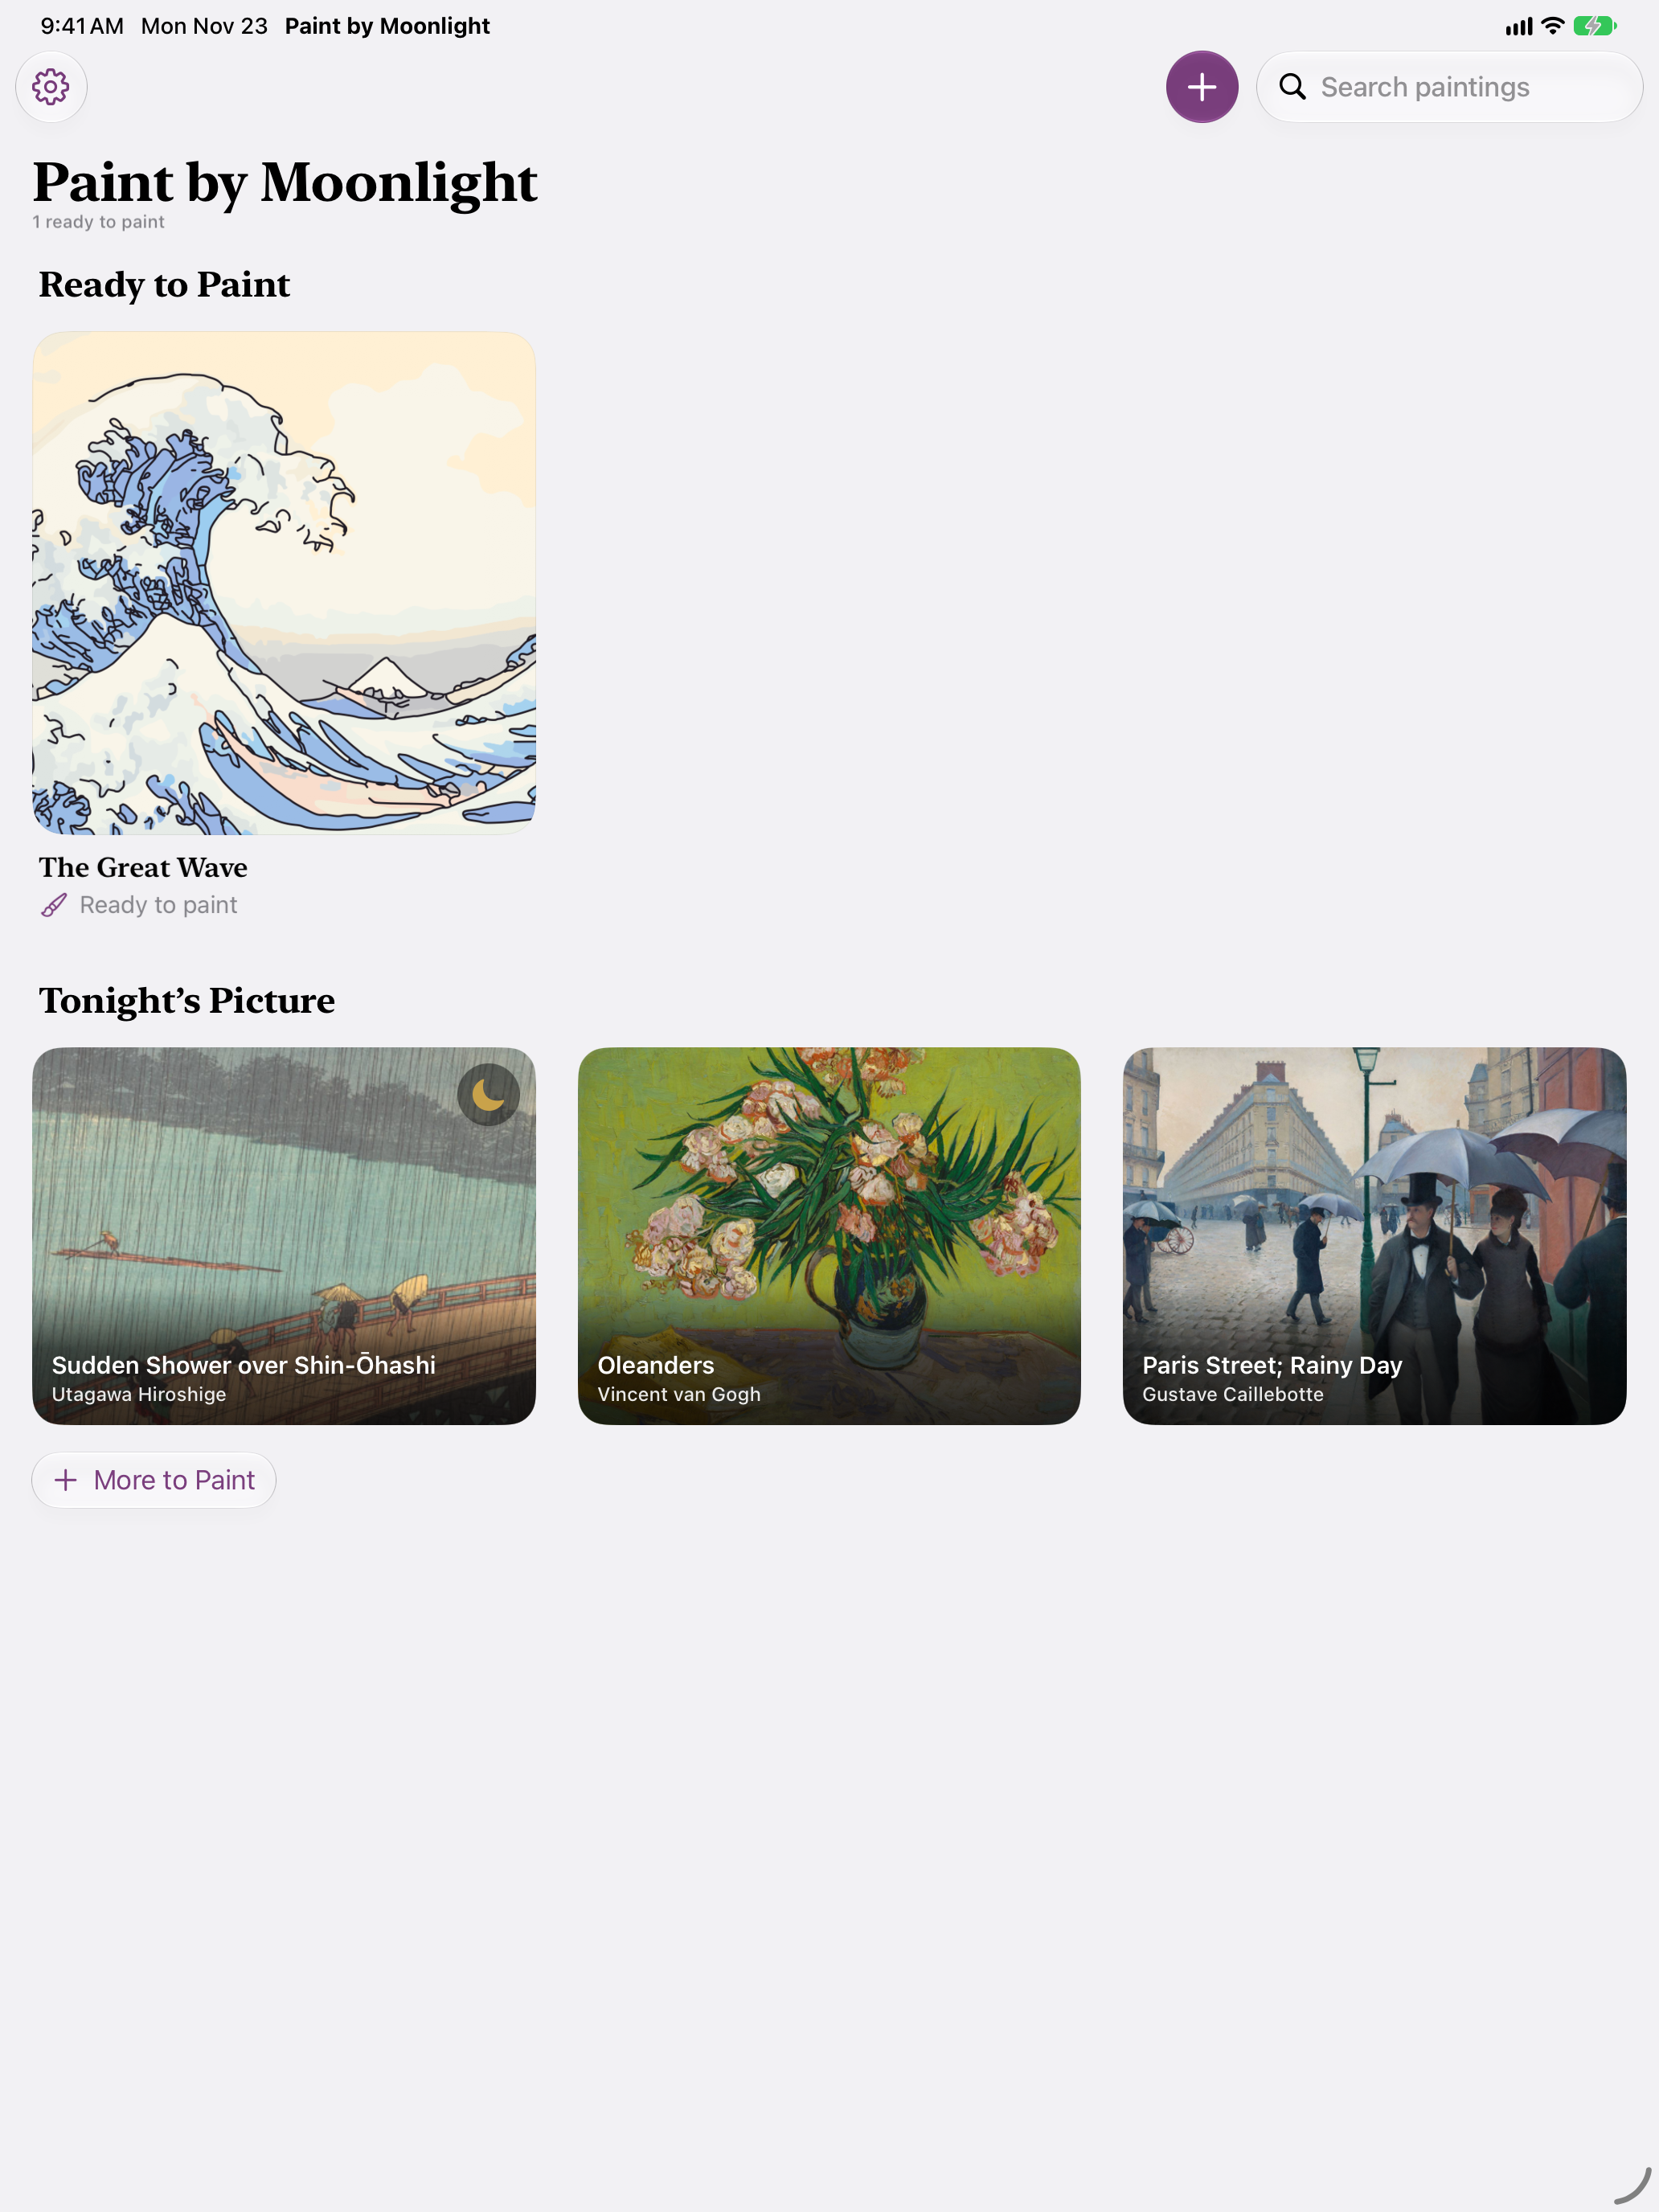 9:41 AM Mon Nov 23 Paint by Moonlight
Search paintings
Paint by Moonlight
1 ready to paint
Ready to Paint
The Great Wave
Ready to paint
Tonight’s Picture
Sudden Shower over Shin-Ōhashi
Utagawa Hiroshige
Oleanders
Vincent van Gogh
Paris Street; Rainy Day
Gustave Caillebotte
More to Paint